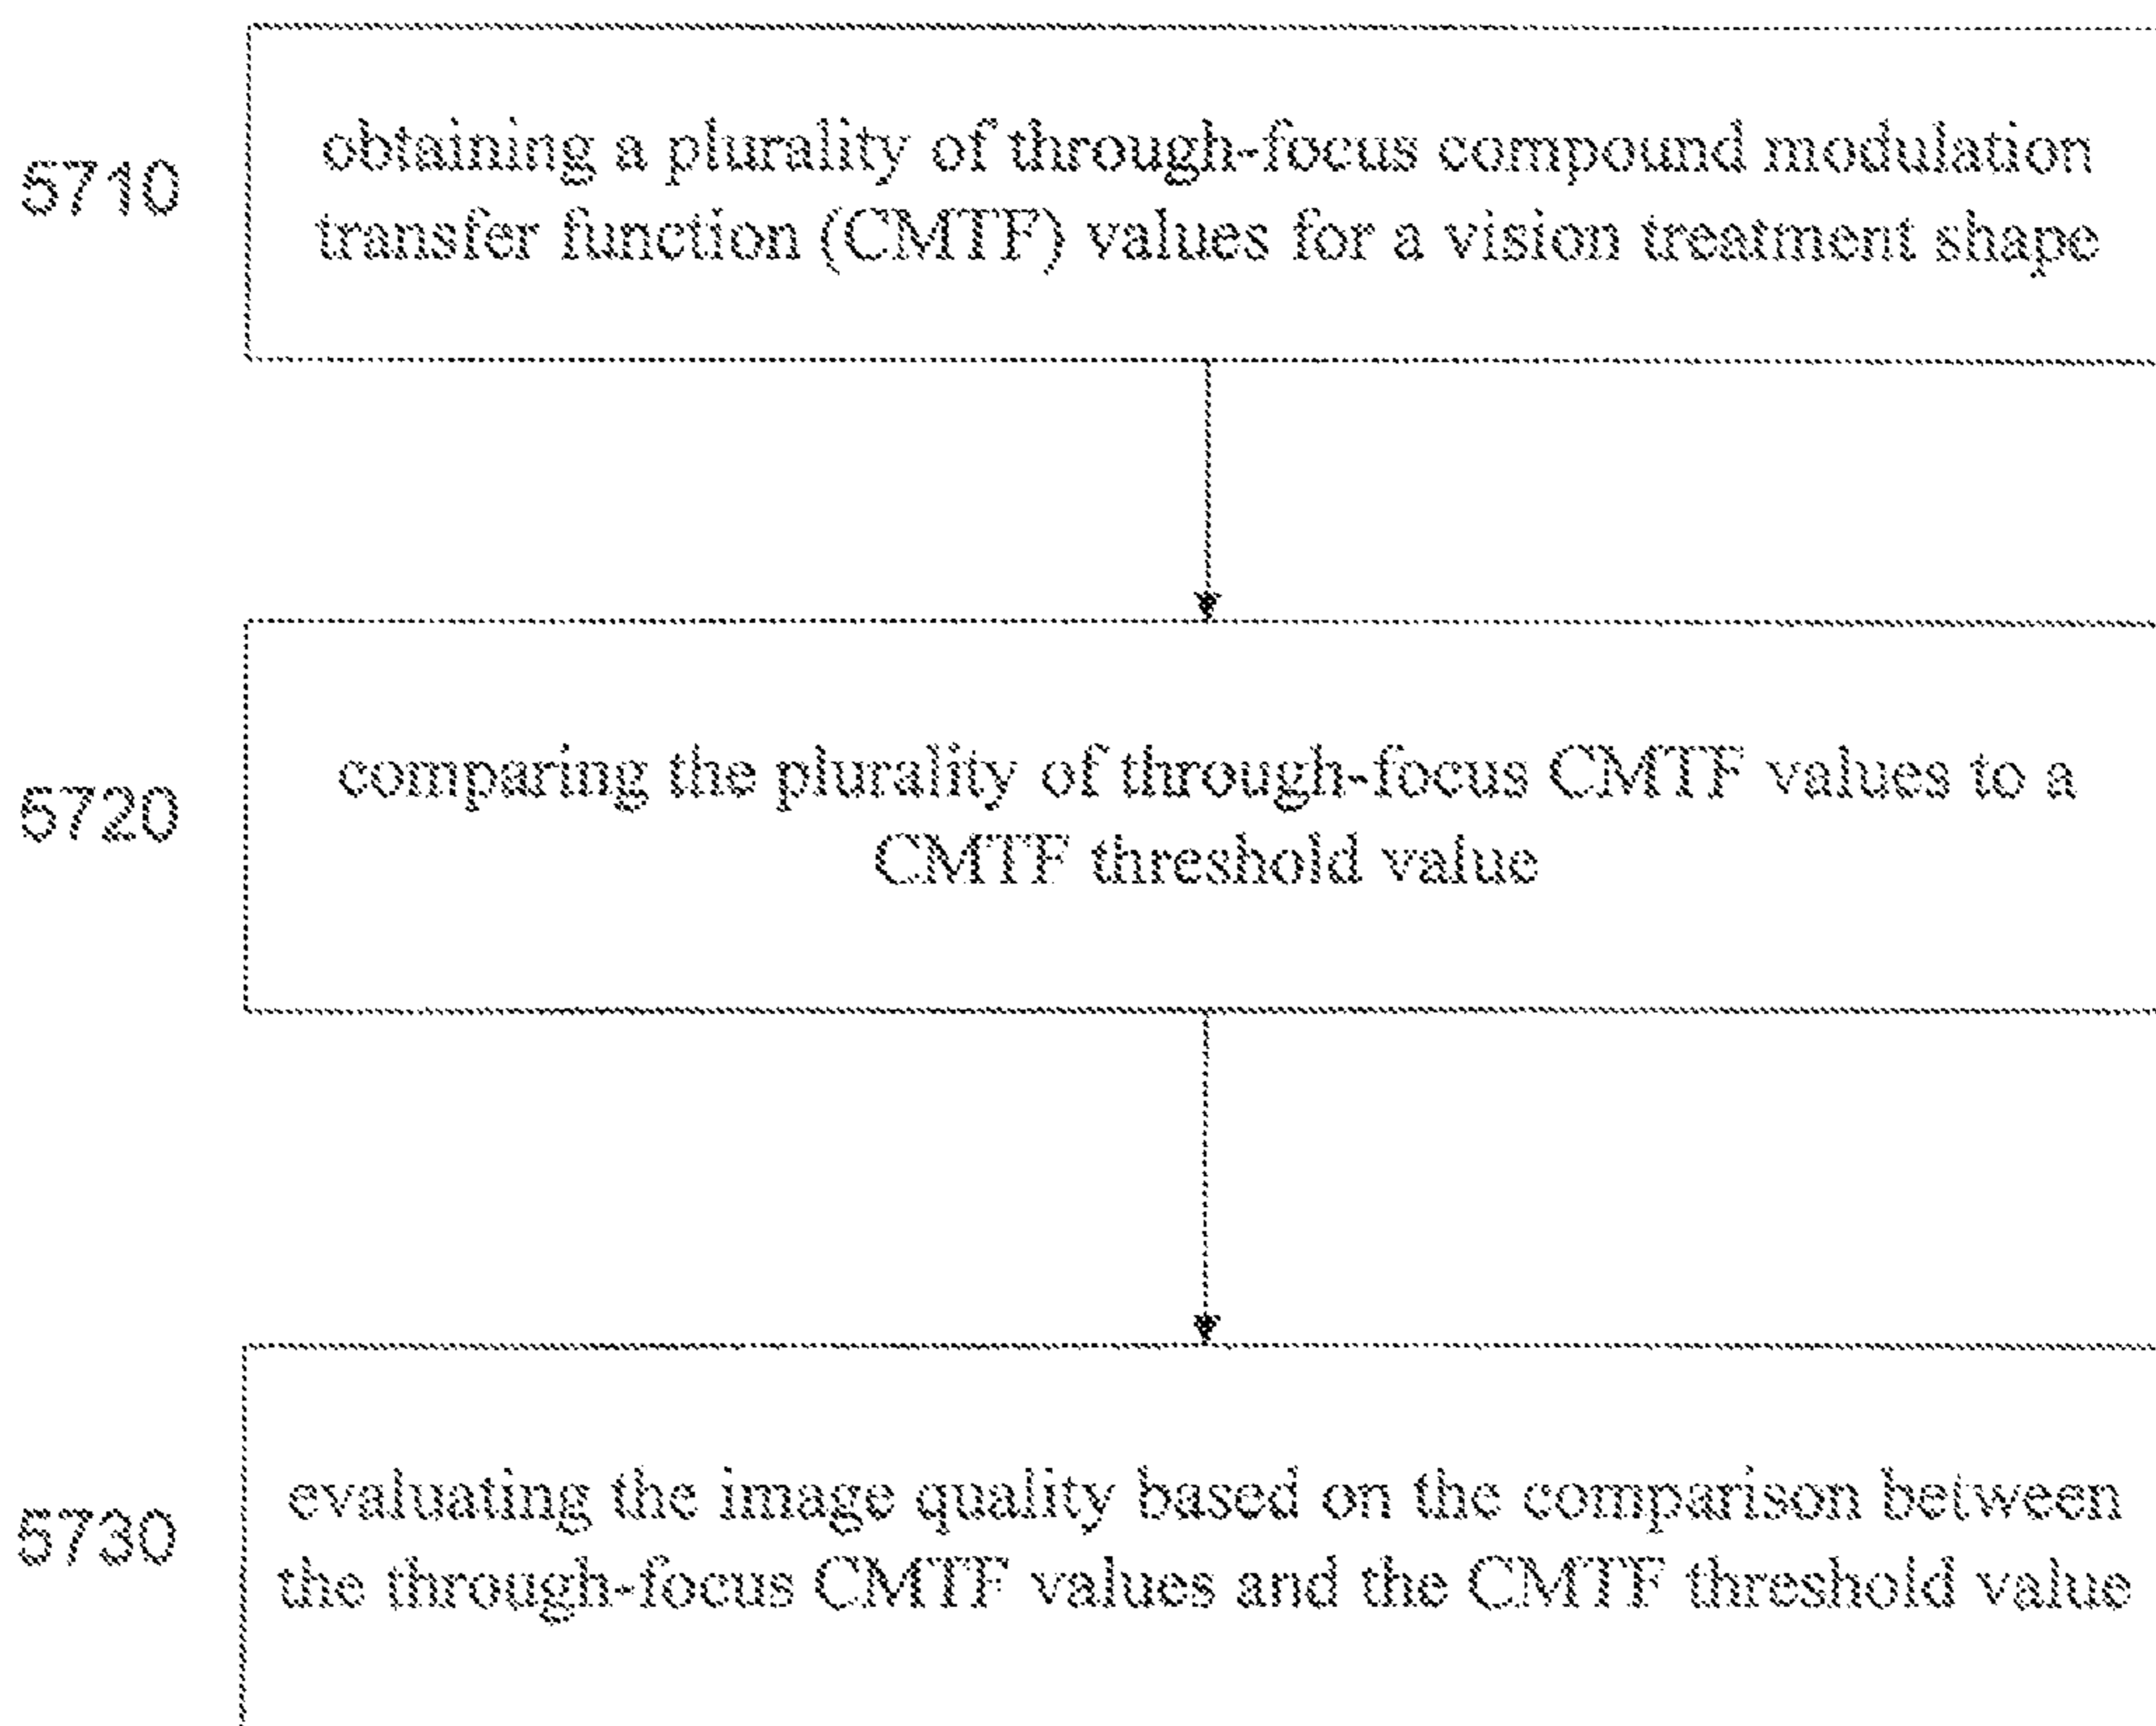 5710
obtaining a plurality of through-focus compound modulation
transfer function (CMTF) values for a vision treatment shape
5720
comparing the plurality of through-focus CMTF values to a
CMTF threshold value
5730
evaluating the image quality based on the comparison between
the through-focus CMTF values and the CMTF threshold value